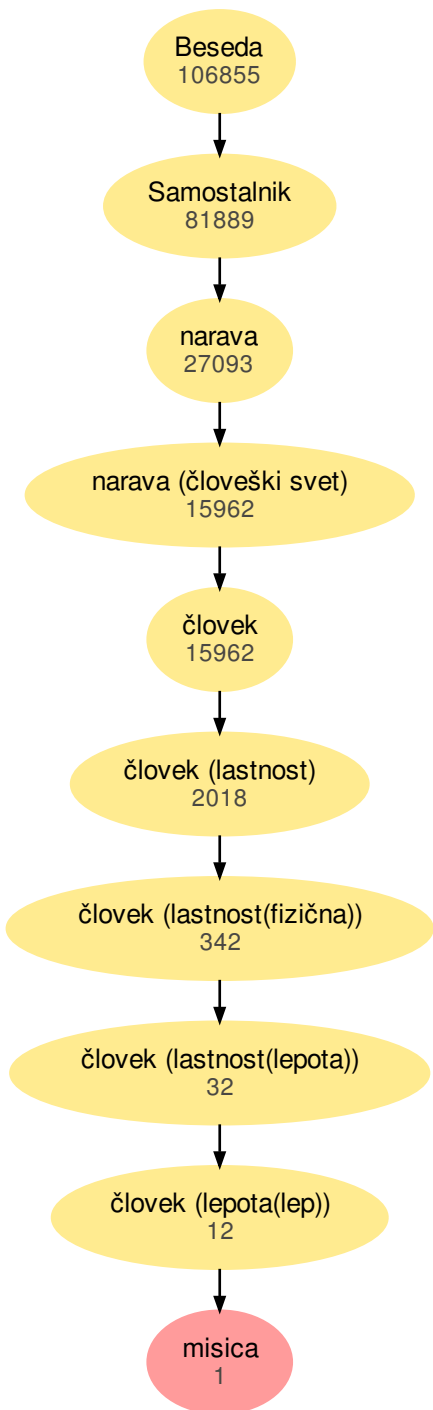 Beseda
106855
Samostalnik
81889
narava
27093
narava (človeški svet)
15962
človek
15962
človek (lastnost)
2018
človek (lastnost(fizična))
342
človek (lastnost(lepota))
32
človek (lepota(lep))
12
misica
1